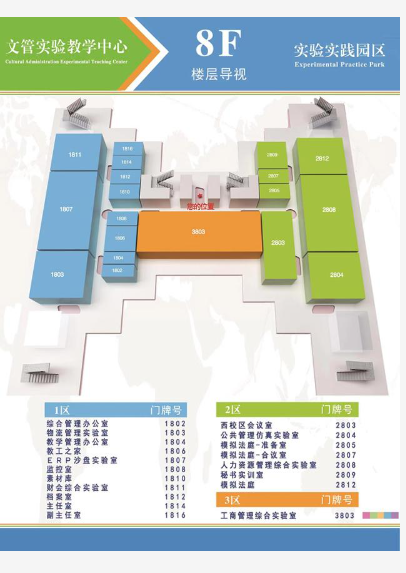 文管实验教学中心
Cultural Administration Experimental Teaching Center
8F
楼层导视
实验实践园区
Experimental Practice Park
1811
1816
1814
1812
1810
2809
2807
2805
2812
1807
您的位置
2808
1808
1806
1804
1802
3803
2803
1803
2804
1区 门牌号
综合管理办公室 1802
物流管理实验室 1803
教学管理办公室 1804
教工之家 1806
ERP沙盘实验室 1807
监控室 1808
素材库 1810
财会综合实验室 1811
档案室 1812
主任室 1814
副主任室 1816
2区 门牌号
西校区会议室 2803
公共管理仿真实验室 2804
模拟法庭-准备室 2805
模拟法庭-合议室 2807
人力资源管理综合实验室 2808
秘书实训室 2809
模拟法庭 2812
3区 门牌号
工商管理综合实验室 3803